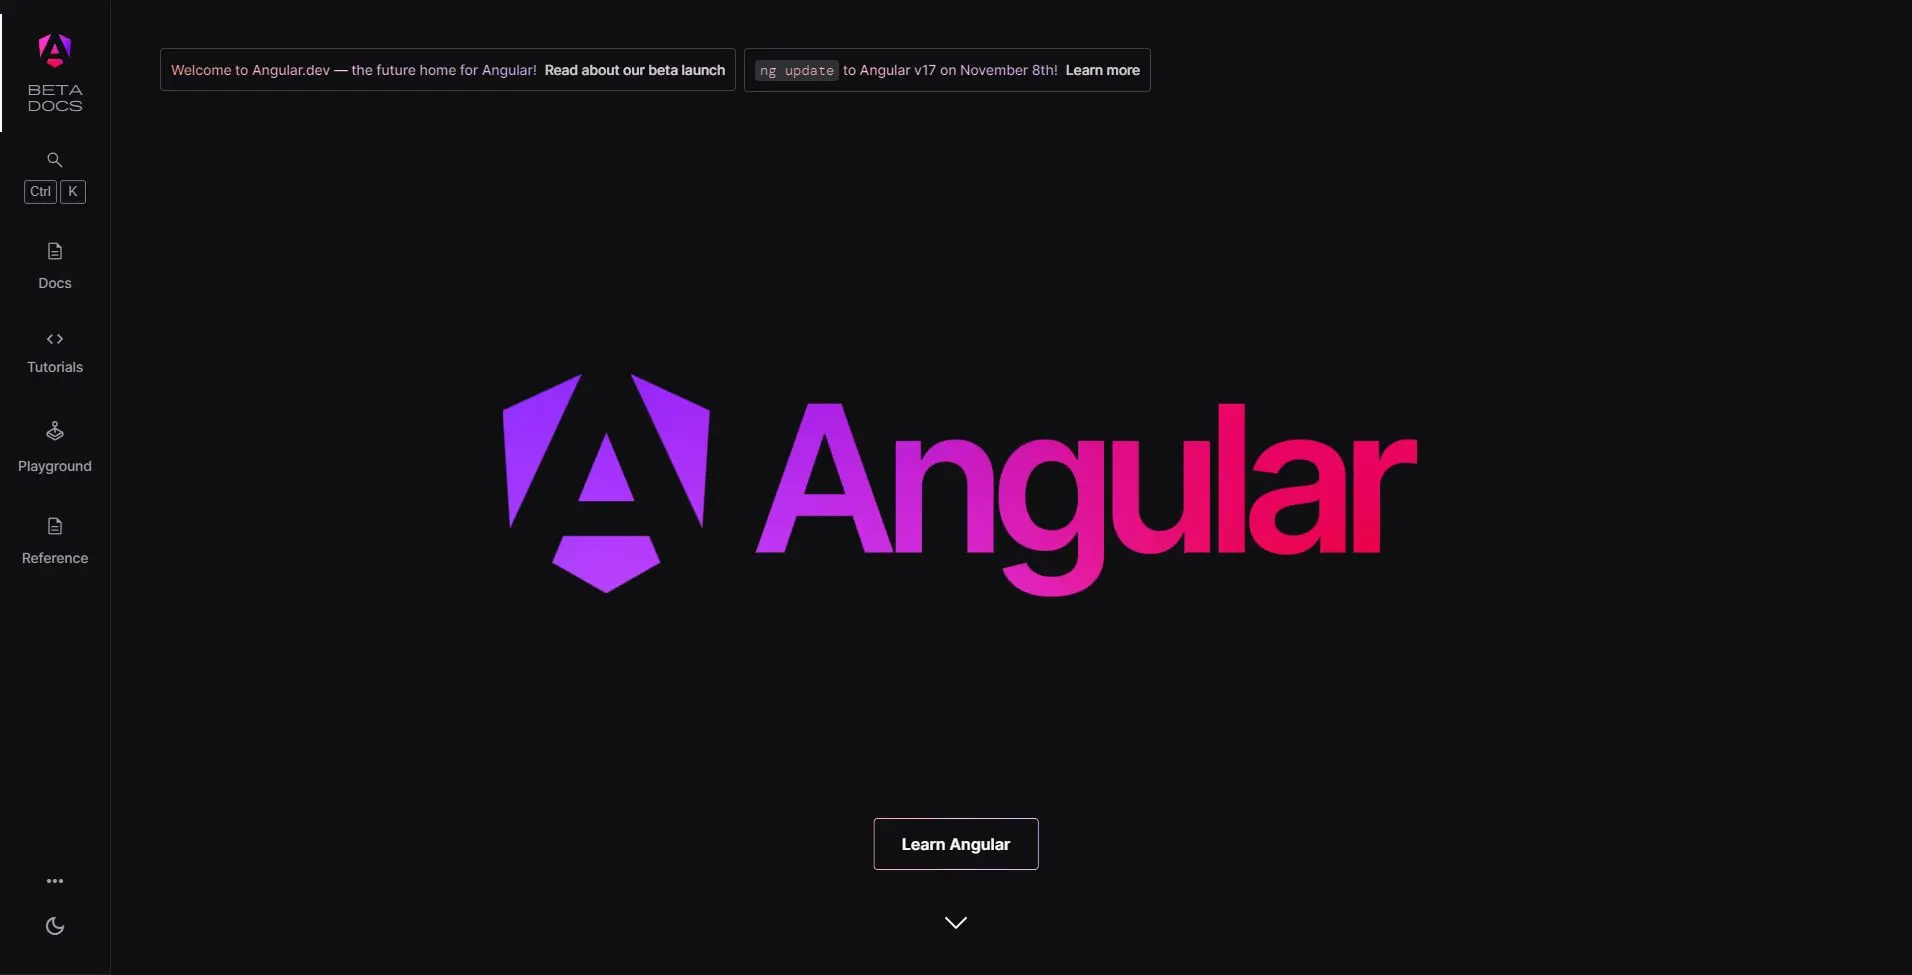 BETA
DOCS
Ctrl K
Docs
Tutorials
Playground
Reference
Welcome to Angular.dev — the future home for Angular! Read about our beta launch
ng update to Angular v17 on November 8th! Learn more
Angular
Learn Angular